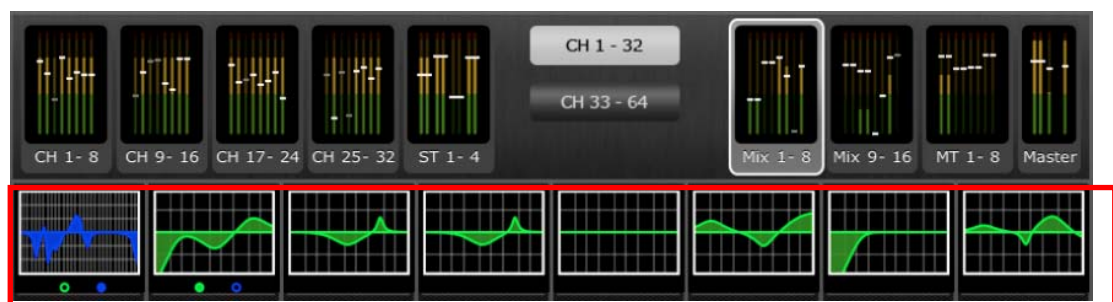 CH 1 - 32
CH 33 - 64
CH 1- 8 CH 9- 16 CH 17- 24 CH 25- 32 ST 1- 4 Mix 1- 8 Mix 9- 16 MT 1- 8 Master